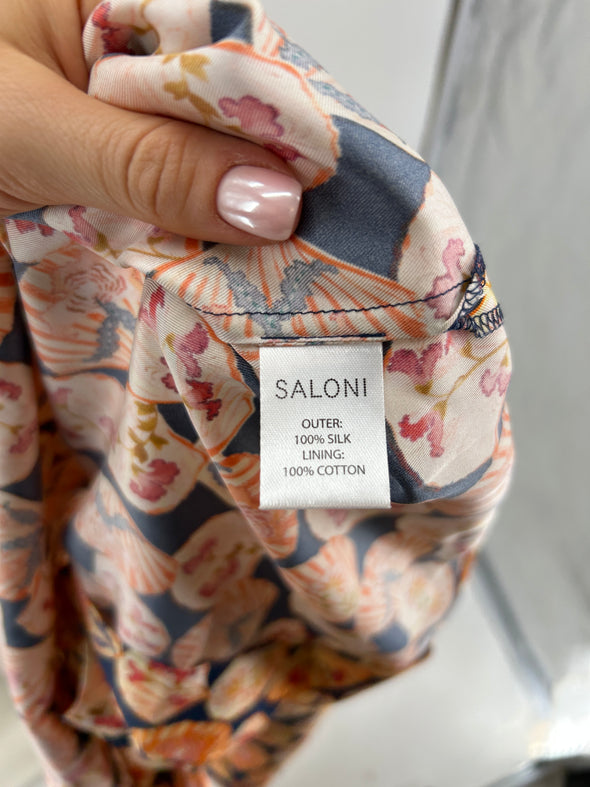 SALONI
OUTER:
100% SILK
LINING:
100% COTTON